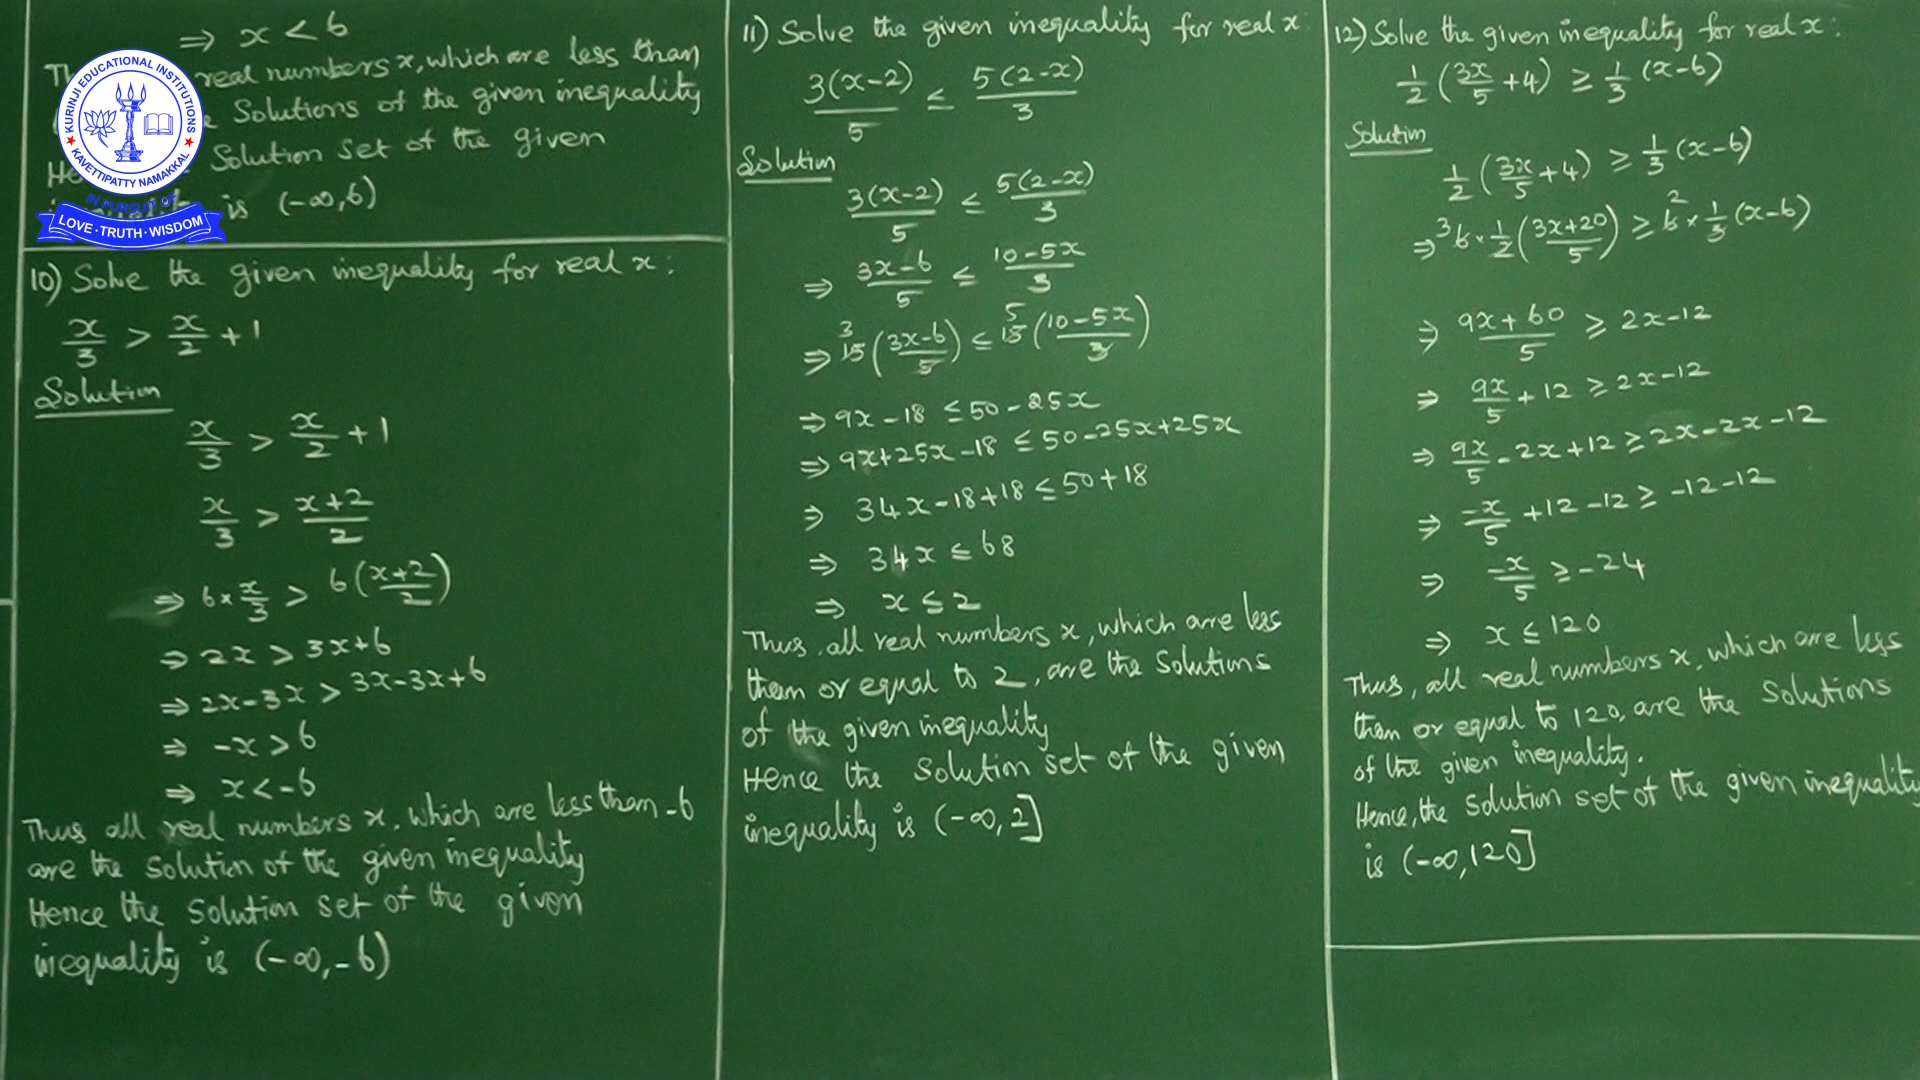 ⇒ x < 6
real numbers x, which are less than
Solutions of the given inequality
Solution set of the given
is (-∞, 6)
KURINJI EDUCATIONAL INSTITUTIONS
KAVETTIPATTY NAMAKKAL
IN PURSUIT OF
LOVE · TRUTH · WISDOM
10) Solve the given inequality for real x :
x/3 > x/2 + 1
Solution
x/3 > x/2 + 1
x/3 > (x+2)/2
⇒ 6 × x/3 > 6 ((x+2)/2)
⇒ 2x > 3x+6
⇒ 2x-3x > 3x-3x+6
⇒ -x > 6
⇒ x < -6
Thus all real numbers x, which are less than -6
are the solution of the given inequality
Hence the solution set of the given
inequality is (-∞, -6)
11) Solve the given inequality for real x
3(x-2)/5 ≤ 5(2-x)/3
Solution
3(x-2)/5 ≤ 5(2-x)/3
⇒ (3x-6)/5 ≤ (10-5x)/3
3 5
⇒ 15 ((3x-6)/5) ≤ 15 ((10-5x)/3)
⇒ 9x - 18 ≤ 50 - 25x
⇒ 9x+25x-18 ≤ 50-25x+25x
⇒ 34x-18+18 ≤ 50+18
⇒ 34x ≤ 68
⇒ x ≤ 2
Thus, all real numbers x, which are less
than or equal to 2, are the solutions
of the given inequality
Hence the solution set of the given
inequality is (-∞, 2]
12) Solve the given inequality for real x :
1/2 (3x/5 + 4) ≥ 1/3 (x-6)
Solution
1/2 (3x/5 + 4) ≥ 1/3 (x-6)
3 2
⇒ 6 × 1/2 ((3x+20)/5) ≥ 6 × 1/3 (x-6)
⇒ (9x+60)/5 ≥ 2x-12
⇒ 9x/5 + 12 ≥ 2x-12
⇒ 9x/5 - 2x + 12 ≥ 2x-2x-12
⇒ -x/5 + 12 - 12 ≥ -12-12
⇒ -x/5 ≥ -24
⇒ x ≤ 120
Thus, all real numbers x, which are less
than or equal to 120, are the solutions
of the given inequality.
Hence, the solution set of the given inequality
is (-∞, 120]